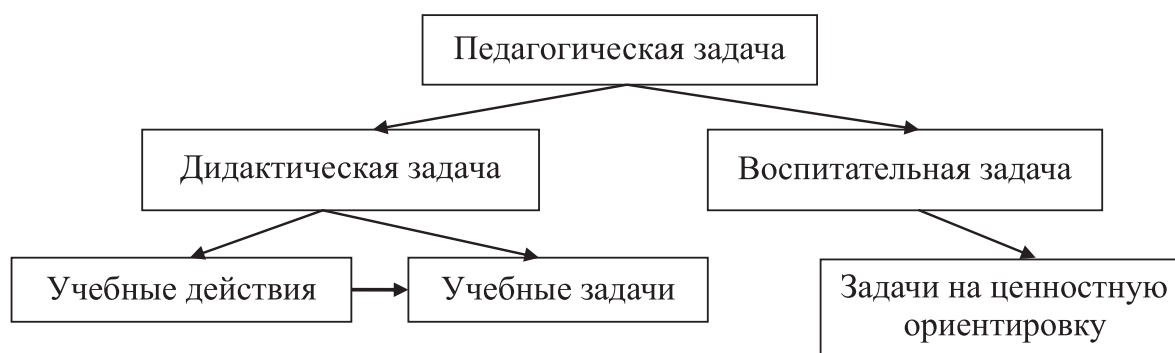 Педагогическая задача
Дидактическая задача
Воспитательная задача
Учебные действия
Учебные задачи
Задачи на ценностную
ориентировку